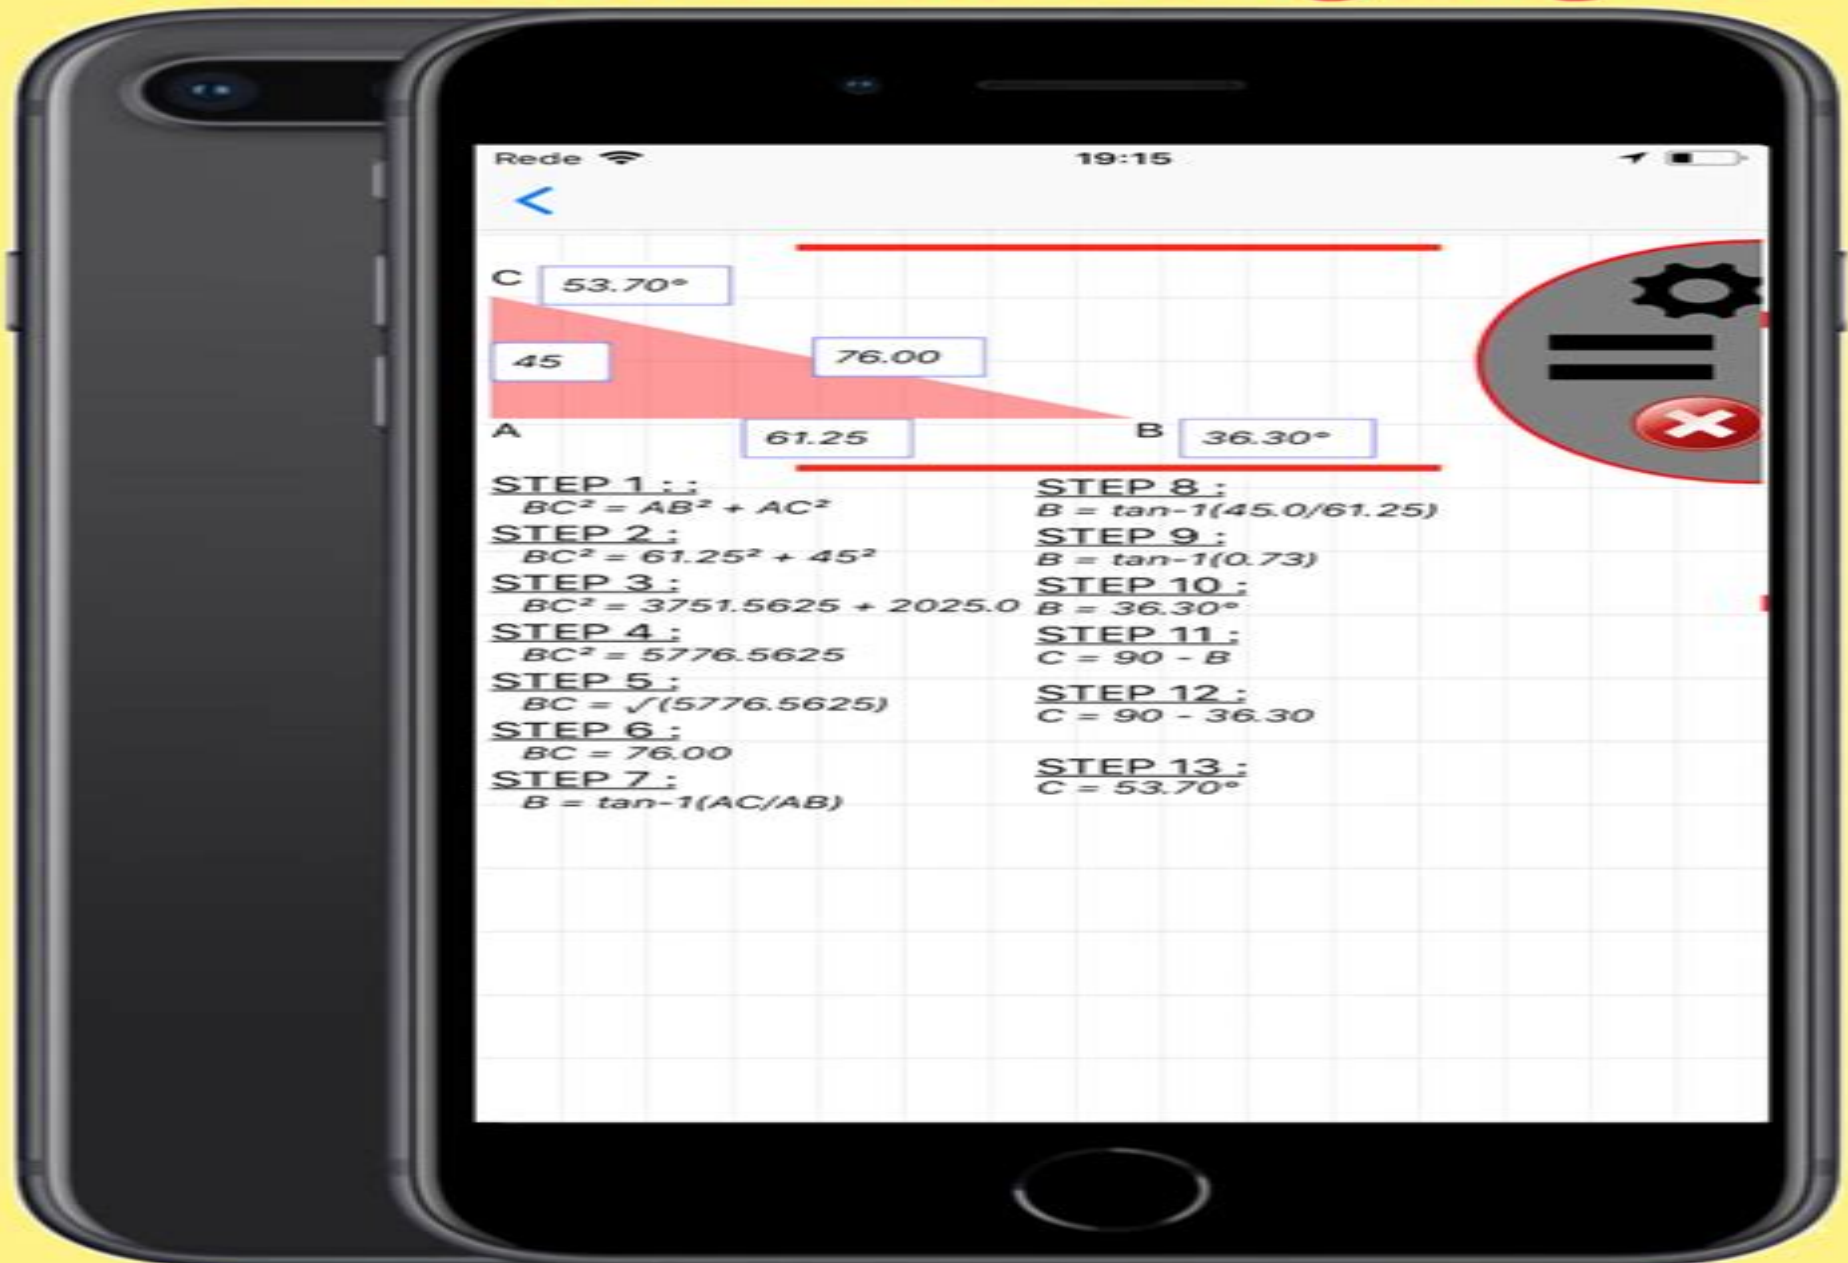 Rede
19:15
C
53.70°
45
76.00
A
61.25
B
36.30°
STEP 1 : :
BC² = AB² + AC²
STEP 2 :
BC² = 61.25² + 45²
STEP 3 :
BC² = 3751.5625 + 2025.0
STEP 4 :
BC² = 5776.5625
STEP 5 :
BC = √(5776.5625)
STEP 6 :
BC = 76.00
STEP 7 :
B = tan-1(AC/AB)
STEP 8 :
B = tan-1(45.0/61.25)
STEP 9 :
B = tan-1(0.73)
STEP 10 :
B = 36.30°
STEP 11 :
C = 90 - B
STEP 12 :
C = 90 - 36.30
STEP 13 :
C = 53.70°